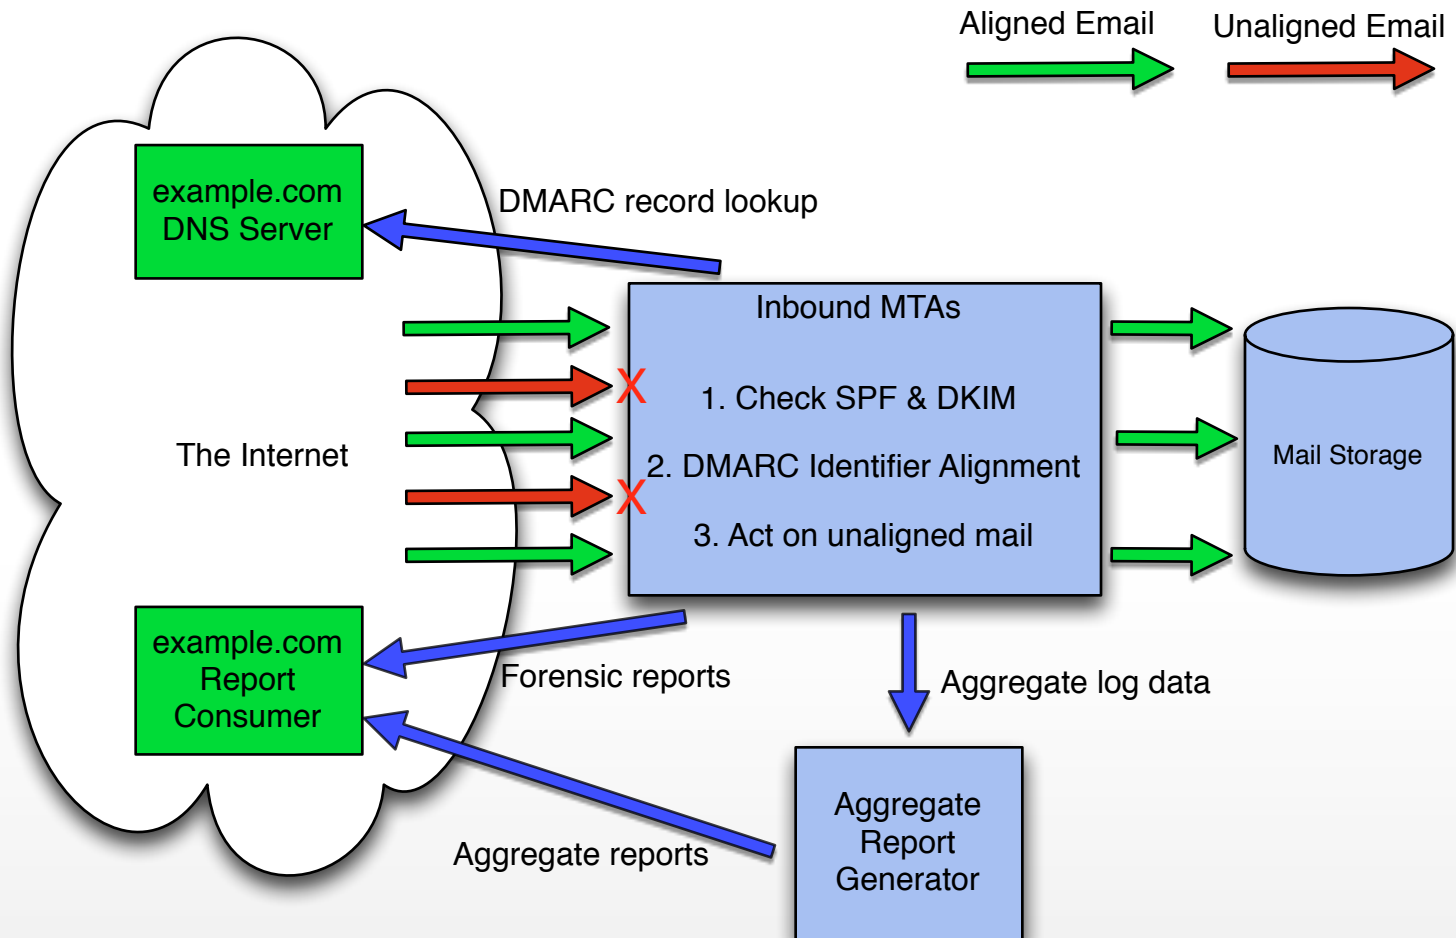 Aligned Email
Unaligned Email
example.com
DNS Server
DMARC record lookup
Inbound MTAs
X
1. Check SPF & DKIM
The Internet
2. DMARC Identifier Alignment
X
3. Act on unaligned mail
Mail Storage
example.com
Report
Consumer
Forensic reports
Aggregate log data
Aggregate reports
Aggregate
Report
Generator